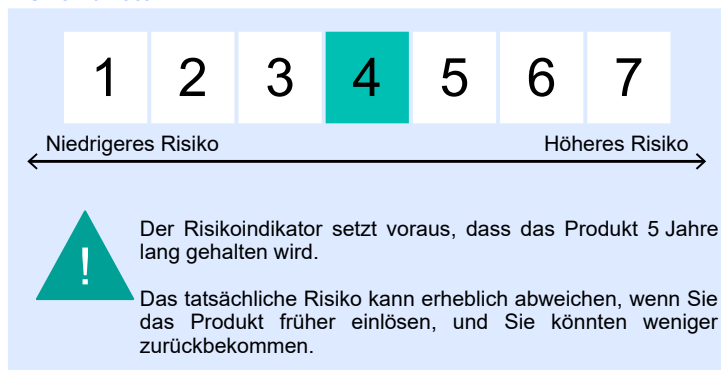 1 2 3 4 5 6 7
Niedrigeres Risiko Höheres Risiko
!
Der Risikoindikator setzt voraus, dass das Produkt 5 Jahre
lang gehalten wird.
Das tatsächliche Risiko kann erheblich abweichen, wenn Sie
das Produkt früher einlösen, und Sie könnten weniger
zurückbekommen.